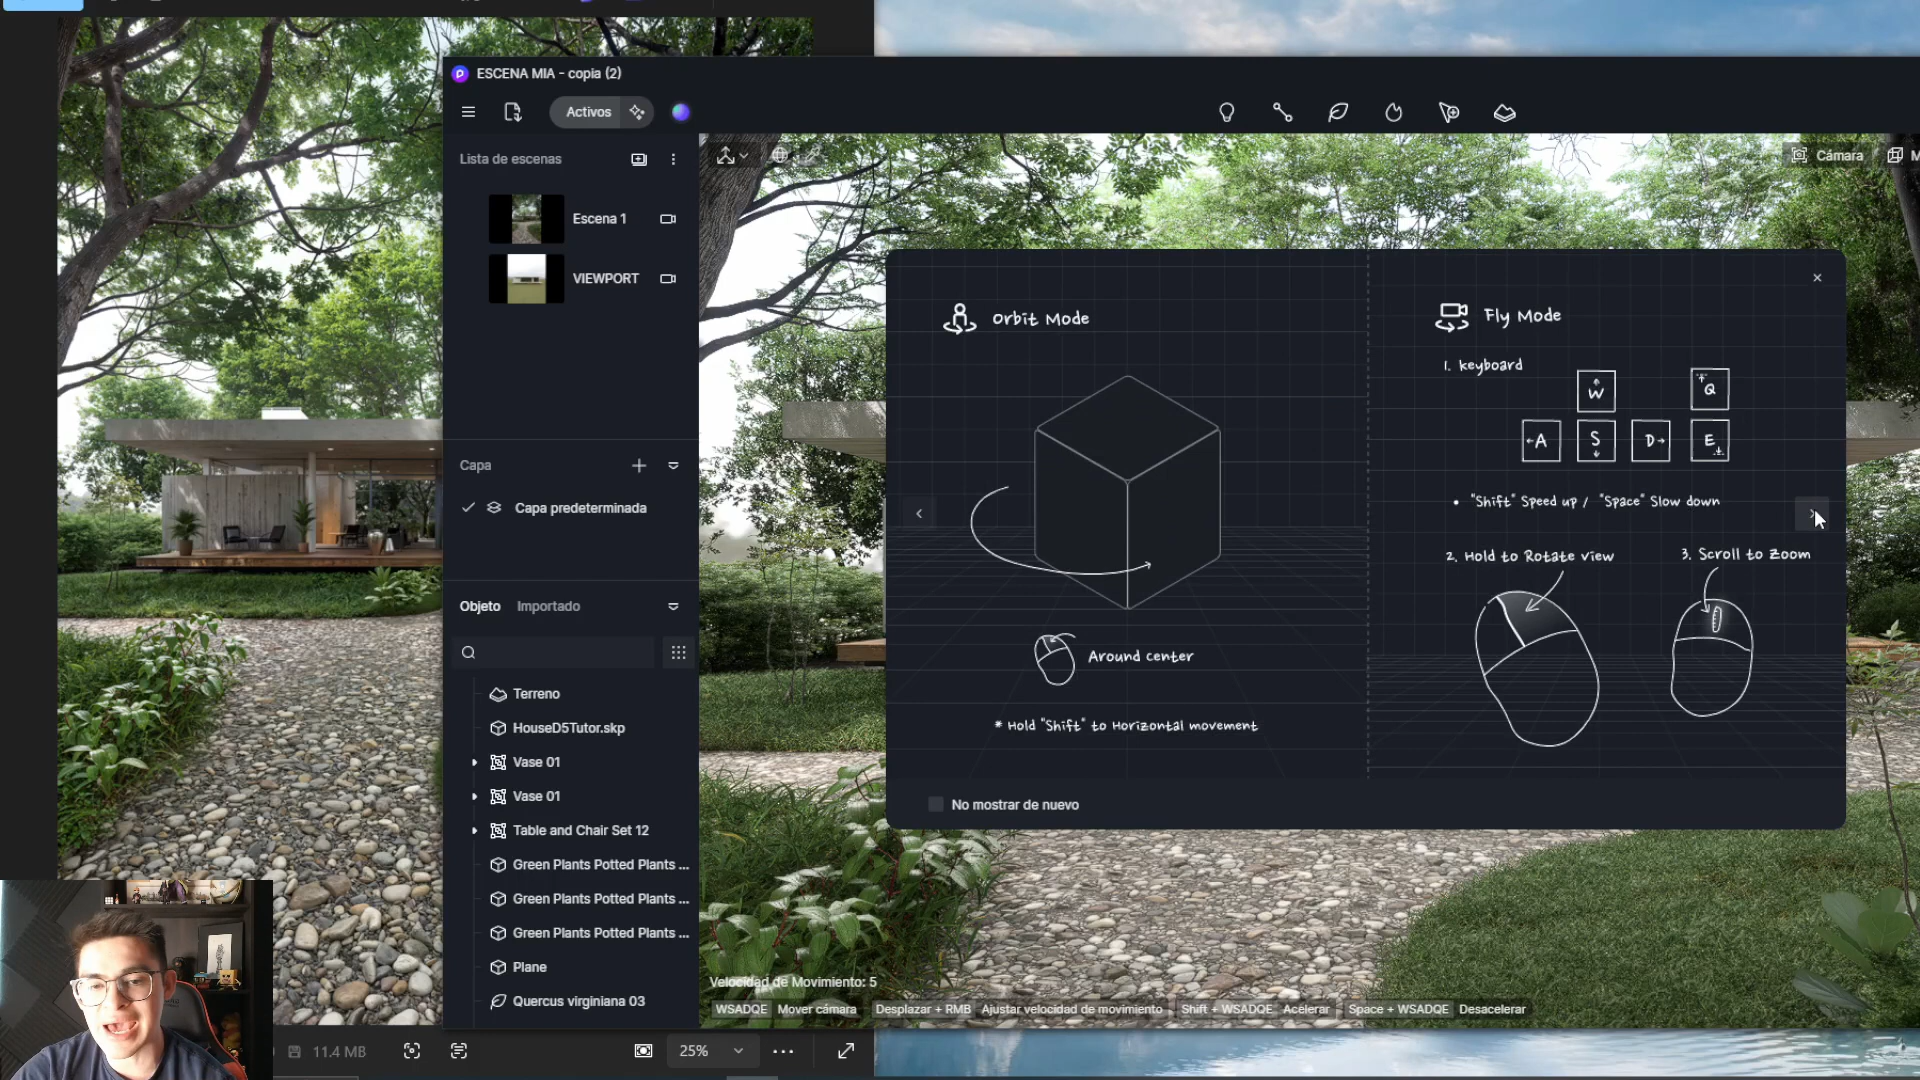 ESCENA MIA - copia (2)
Activos
Lista de escenas
Escena 1
VIEWPORT
Capa
Capa predeterminada
Objeto Importado
Terreno
HouseD5Tutor.skp
Vase 01
Vase 01
Table and Chair Set 12
Green Plants Potted Plants ...
Green Plants Potted Plants ...
Green Plants Potted Plants ...
Plane
Quercus virginiana 03
Cámara
M
Orbit Mode
Around center
* Hold "Shift" to Horizontal movement
Fly Mode
1. keyboard
W Q
A S D E
• "Shift" Speed up / "Space" Slow down
2. Hold to Rotate view
3. Scroll to Zoom
No mostrar de nuevo
Velocidad de Movimiento: 5
WSADQE Mover cámara Desplazar + RMB Ajustar velocidad de movimiento Shift + WSADQE Acelerar Space + WSADQE Desacelerar
11.4 MB
25%